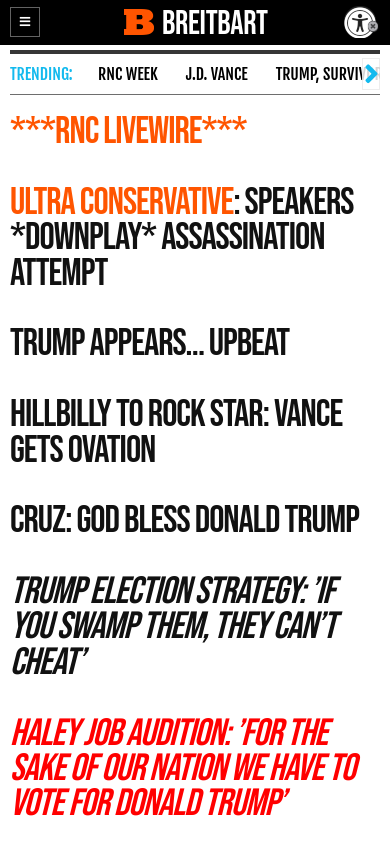 BREITBART
TRENDING: RNC WEEK J.D. VANCE TRUMP,
***RNC LIVEWIRE***
ULTRA CONSERVATIVE: SPEAKERS
*DOWNPLAY* ASSASSINATION
ATTEMPT
TRUMP APPEARS... UPBEAT
HILLBILLY TO ROCK STAR: VANCE
GETS OVATION
CRUZ: GOD BLESS DONALD TRUMP
TRUMP ELECTION STRATEGY: 'IF
YOU SWAMP THEM, THEY CAN'T
CHEAT'
HALEY JOB AUDITION: 'FOR THE
SAKE OF OUR NATION WE HAVE TO
VOTE FOR DONALD TRUMP'